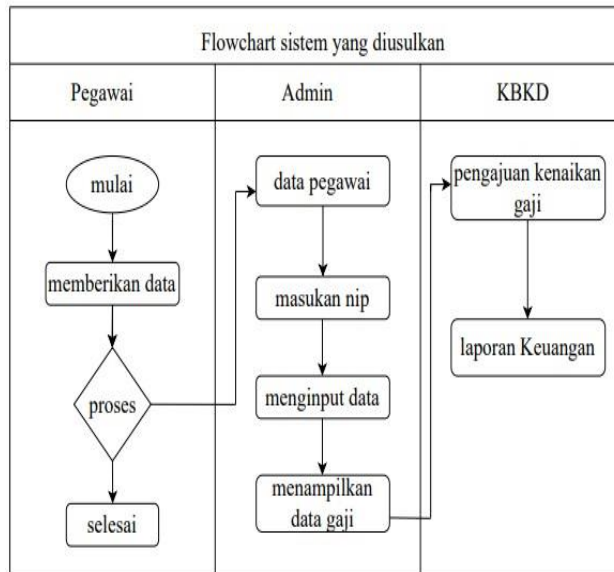 Flowchart sistem yang diusulkan
Pegawai
Admin
KBKD
mulai
memberikan data
proses
selesai
data pegawai
masukan nip
menginput data
menampilkan
data gaji
pengajuan kenaikan
gaji
laporan Keuangan